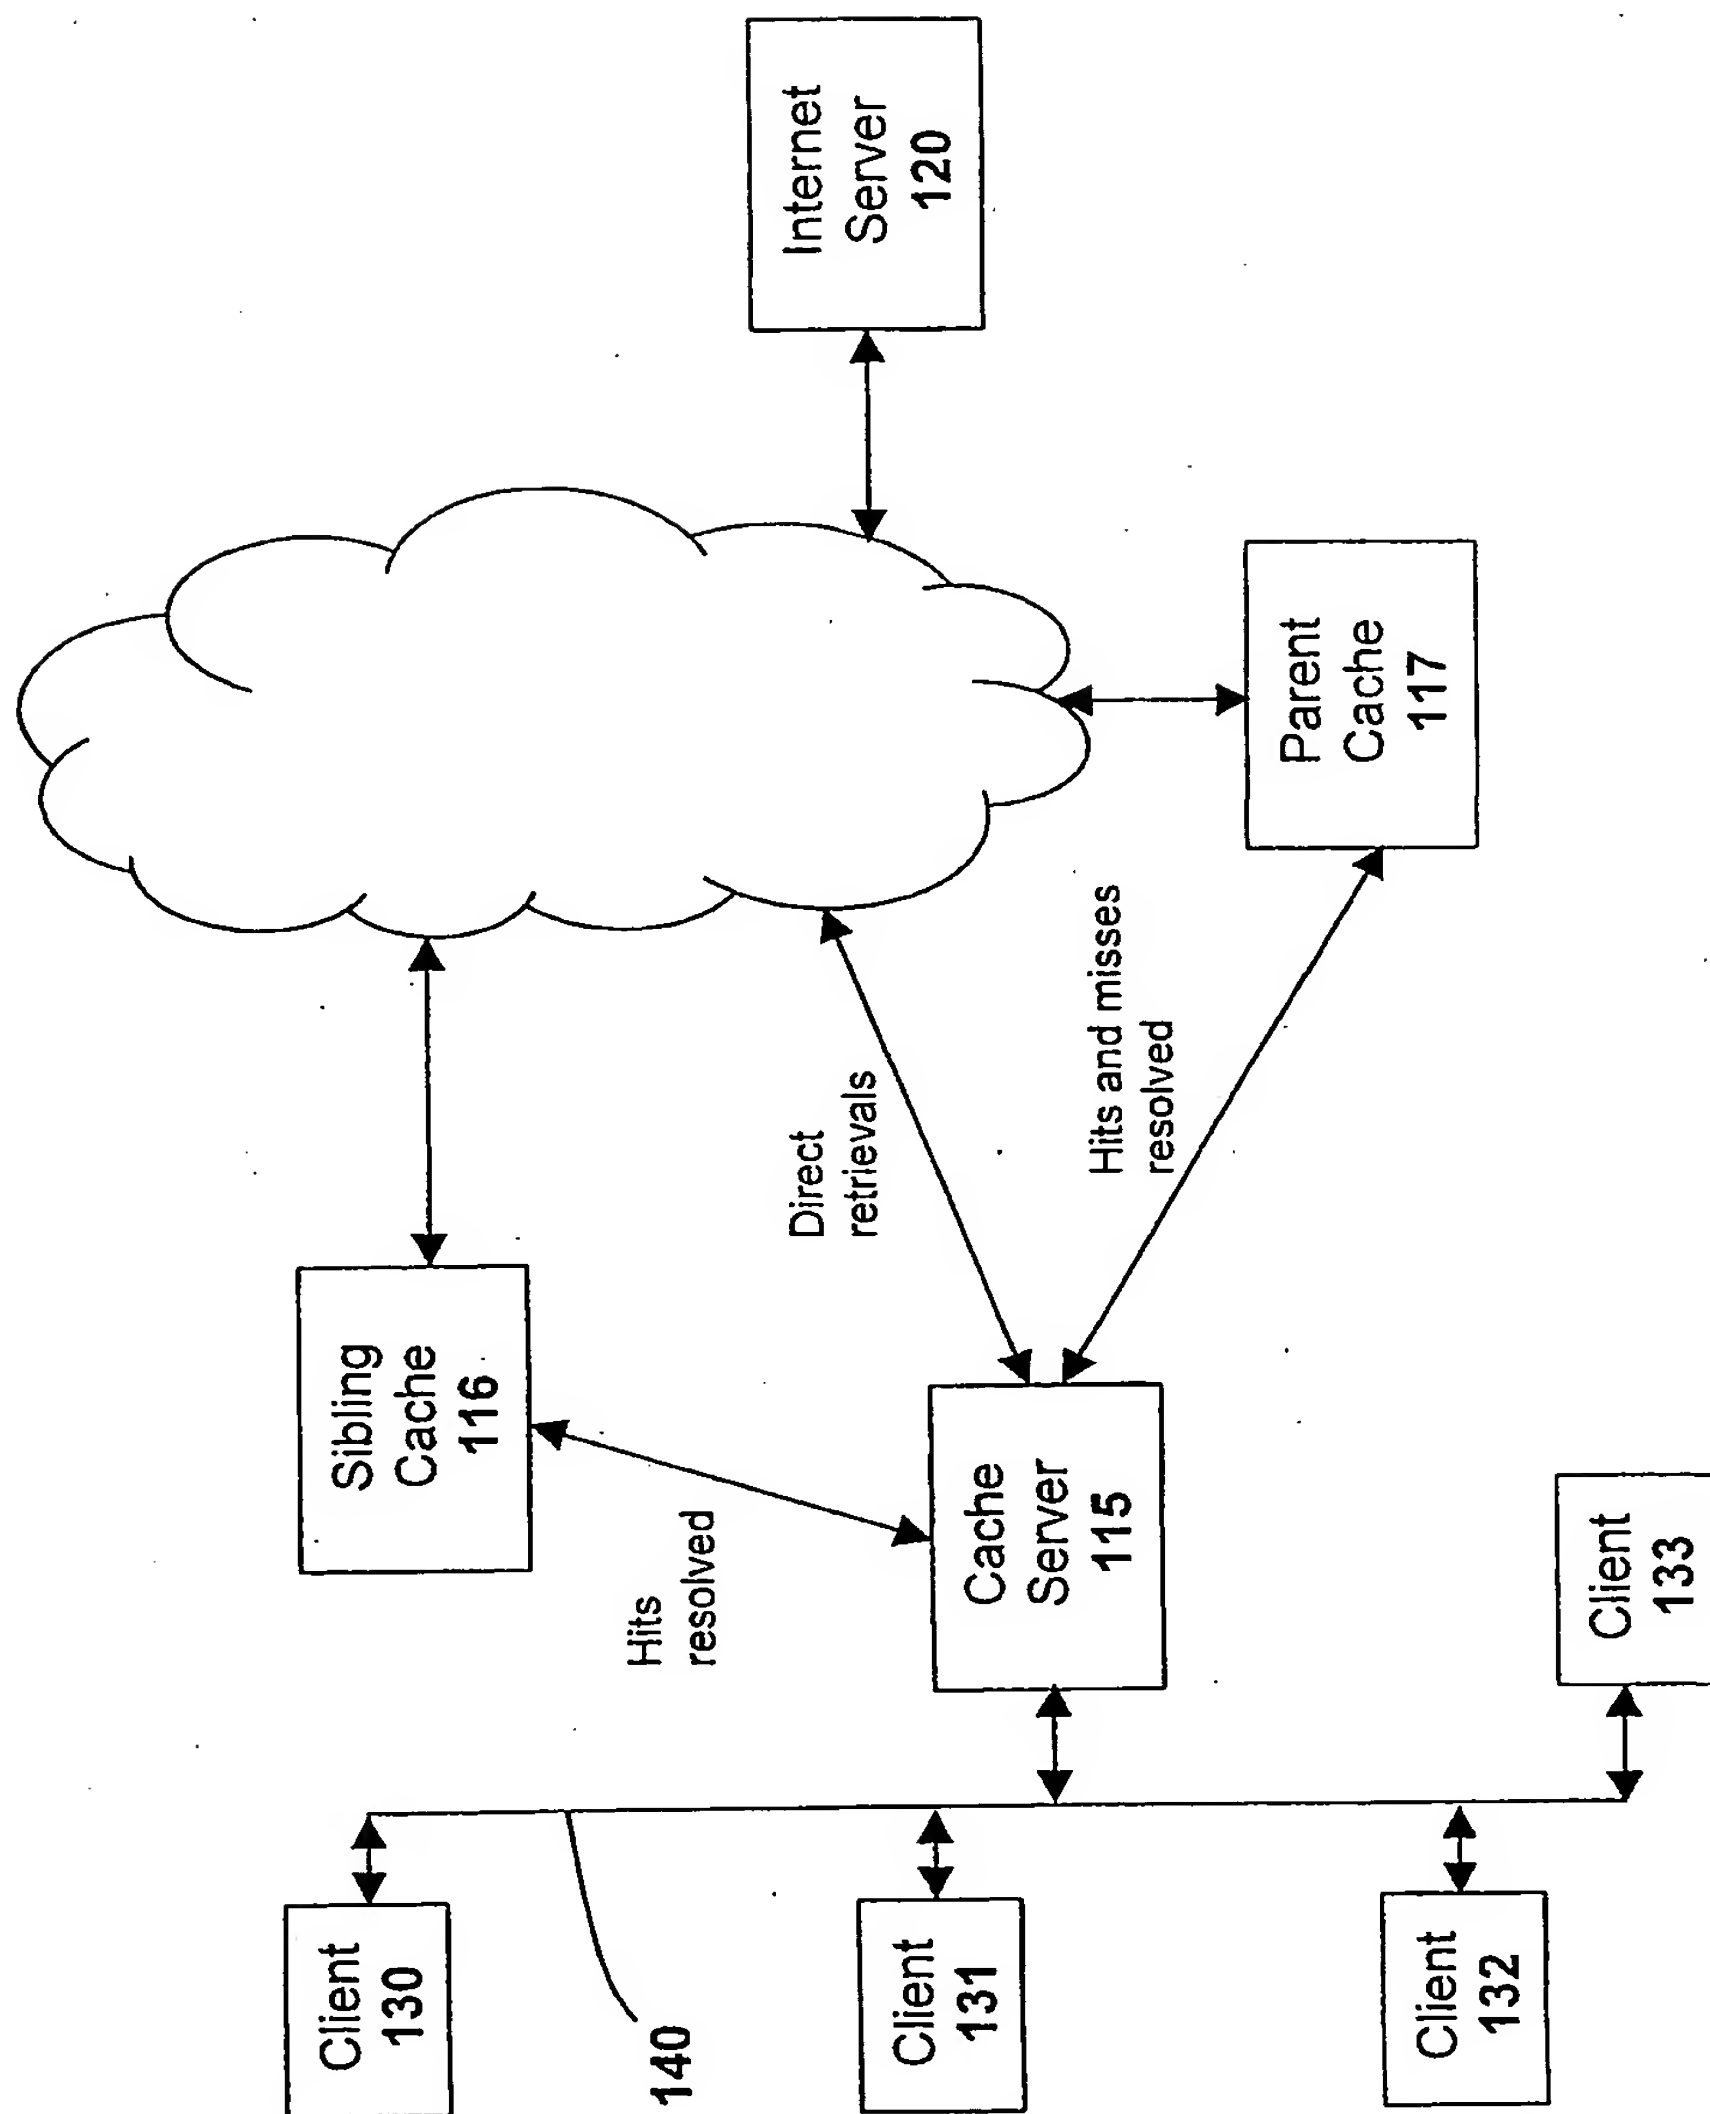 Client
130
140
Client
131
Client
132
Client
133
Hits
resolved
Cache
Server
115
Sibling
Cache
116
Direct
retrievals
Hits and misses
resolved
Parent
Cache
117
Internet
Server
120